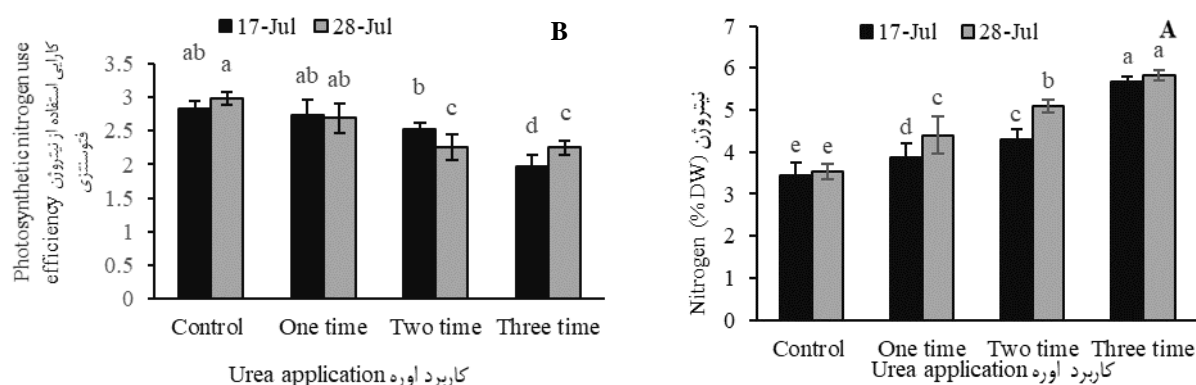 B
17-Jul 28-Jul
Photosynthetic nitrogen use
efficiency کارایی استفاده از نیتروژن
فتوسنتزی
3.5
3
2.5
2
1.5
1
0.5
0
ab a ab ab b c d c
Control One time Two time Three time
Urea application کاربرد اوره
A
17-Jul 28-Jul
Nitrogen (% DW) نیتروژن
7
6
5
4
3
2
1
0
e e d c c b a a
Control One time Two time Three time
Urea application کاربرد اوره